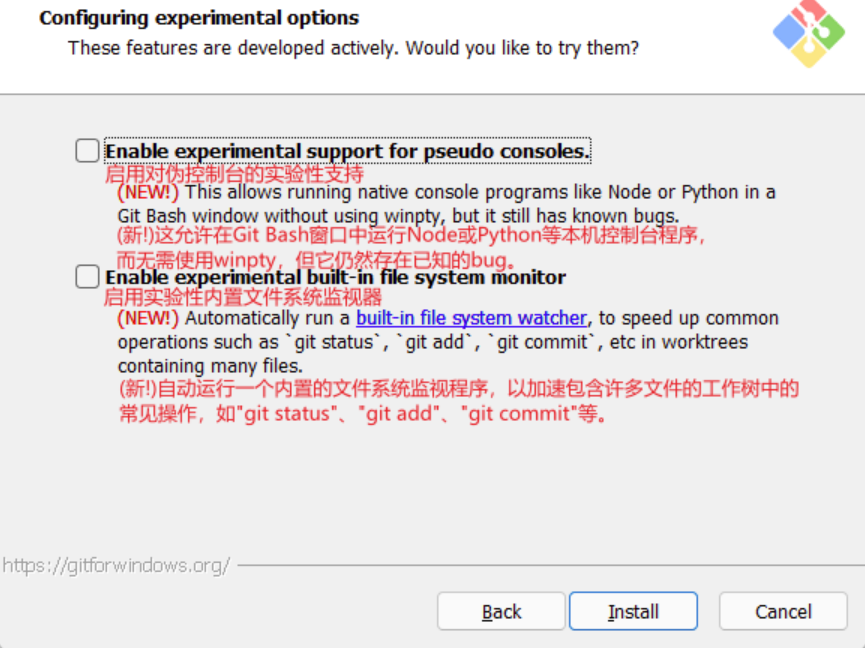 Configuring experimental options
These features are developed actively. Would you like to try them?
Enable experimental support for pseudo consoles.
启用对伪控制台的实验性支持
(NEW!) This allows running native console programs like Node or Python in a
Git Bash window without using winpty, but it still has known bugs.
(新!)这允许在Git Bash窗口中运行Node或Python等本机控制台程序，
而无需使用winpty，但它仍然存在已知的bug。
Enable experimental built-in file system monitor
启用实验性内置文件系统监视器
(NEW!) Automatically run a built-in file system watcher, to speed up common
operations such as `git status`, `git add`, `git commit`, etc in worktrees
containing many files.
(新!)自动运行一个内置的文件系统监视程序，以加速包含许多文件的工作树中的
常见操作，如"git status"、"git add"、"git commit"等。
https://gitforwindows.org/
Back
Install
Cancel